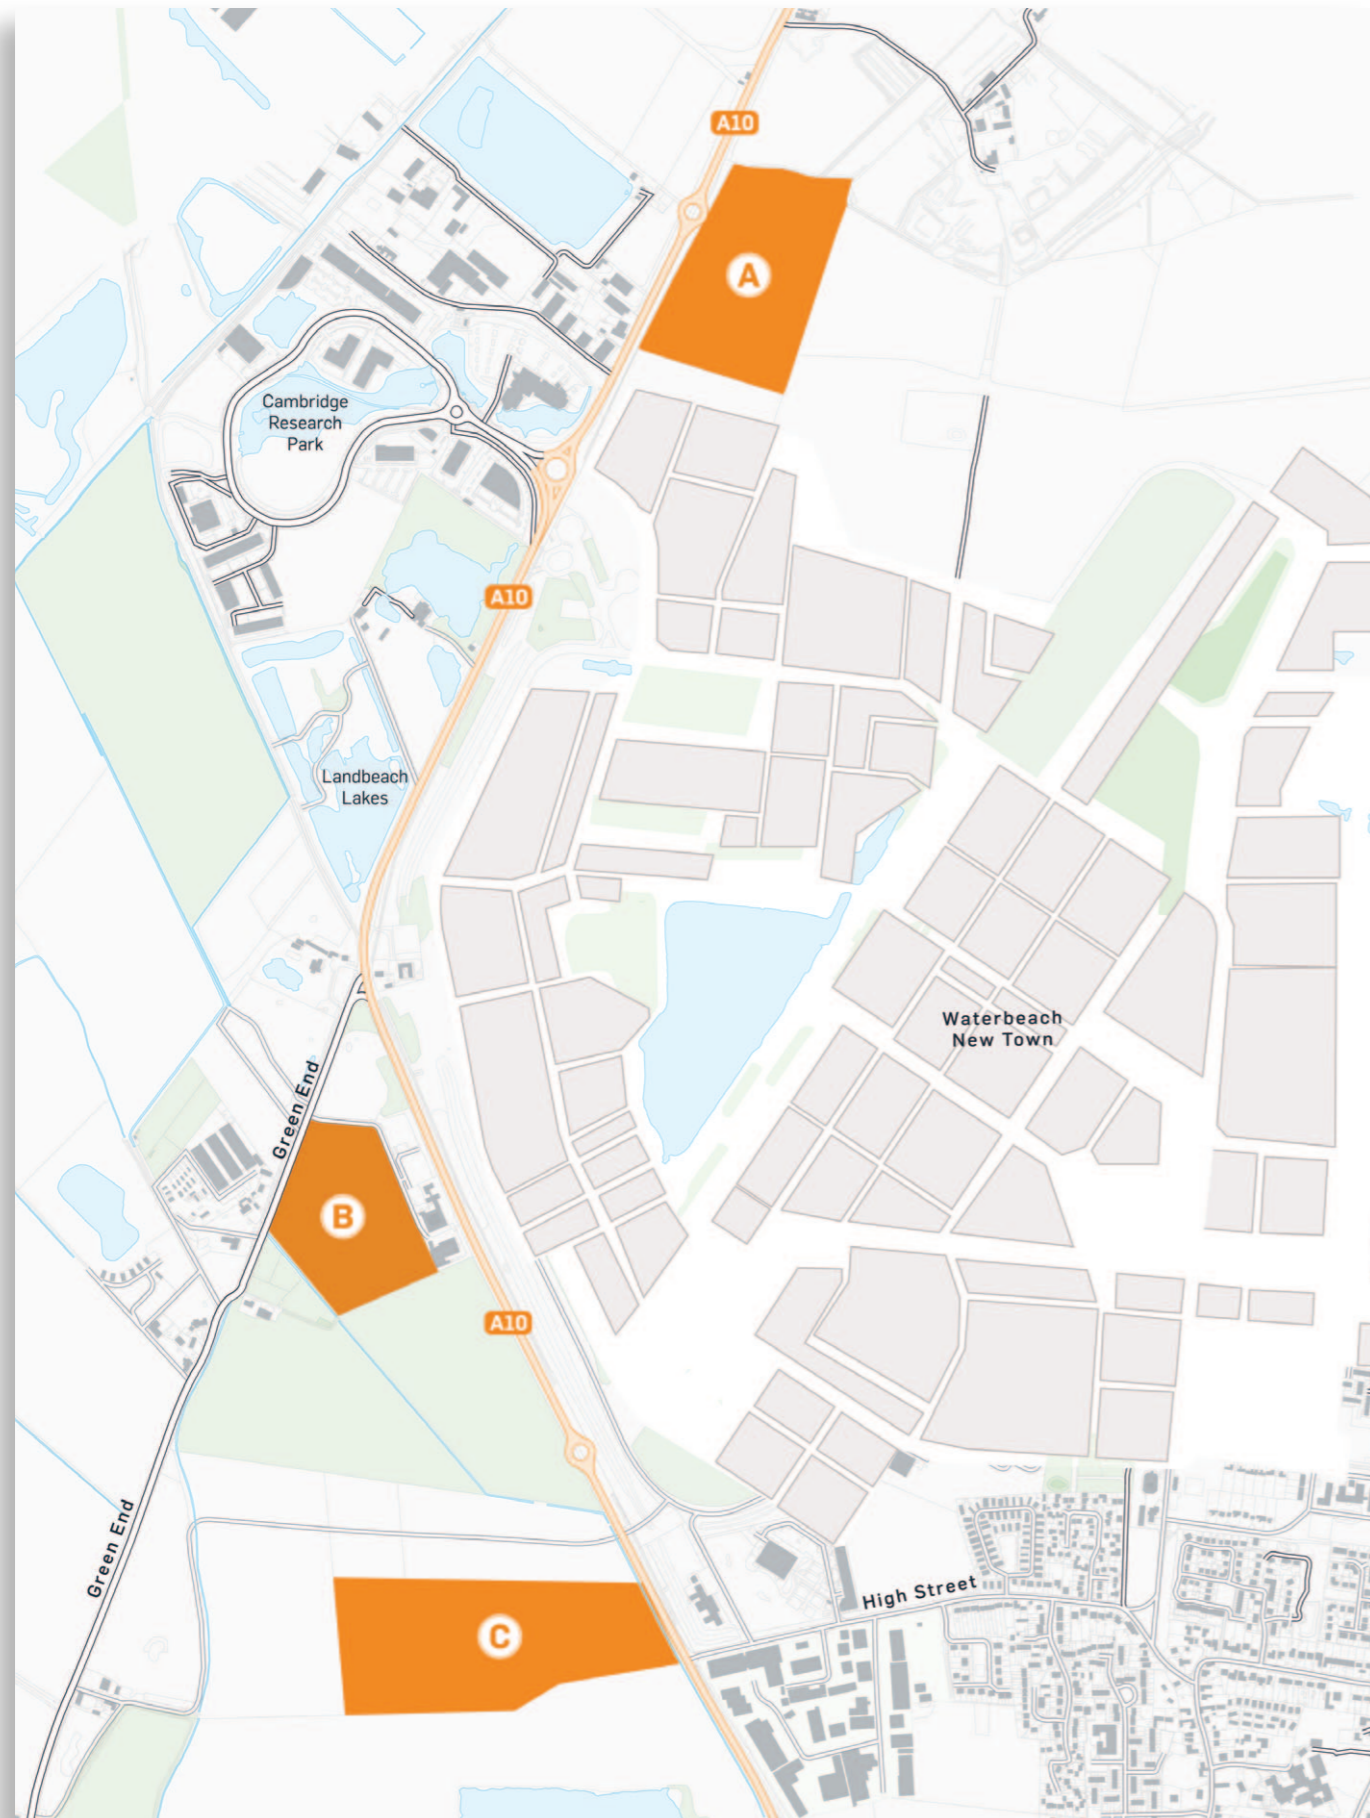 A10
A
Cambridge
Research
Park
A10
Landbeach
Lakes
Waterbeach
New Town
Green End
B
A10
Green End
High Street
C